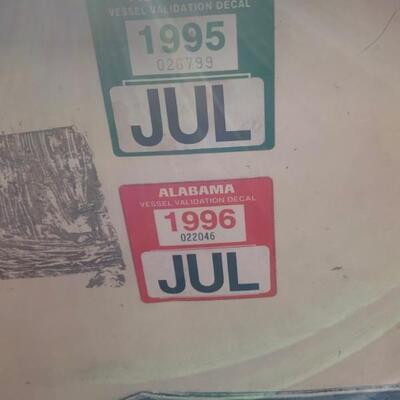 VESSEL VALIDATION DECAL
1995
026799
JUL
ALABAMA
VESSEL VALIDATION DECAL
1996
022046
JUL